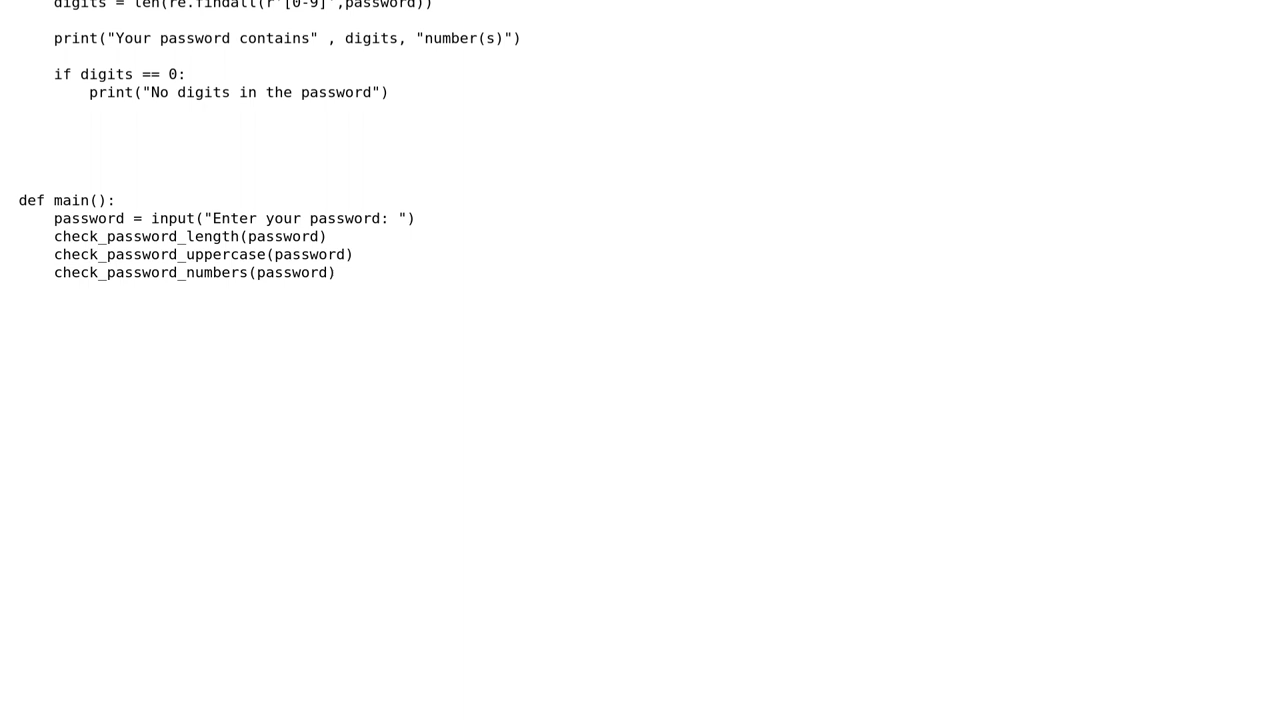 digits = len(re.findall(r'[0-9]',password))
print("Your password contains" , digits, "number(s)")
if digits == 0:
print("No digits in the password")
def main():
password = input("Enter your password: ")
check_password_length(password)
check_password_uppercase(password)
check_password_numbers(password)